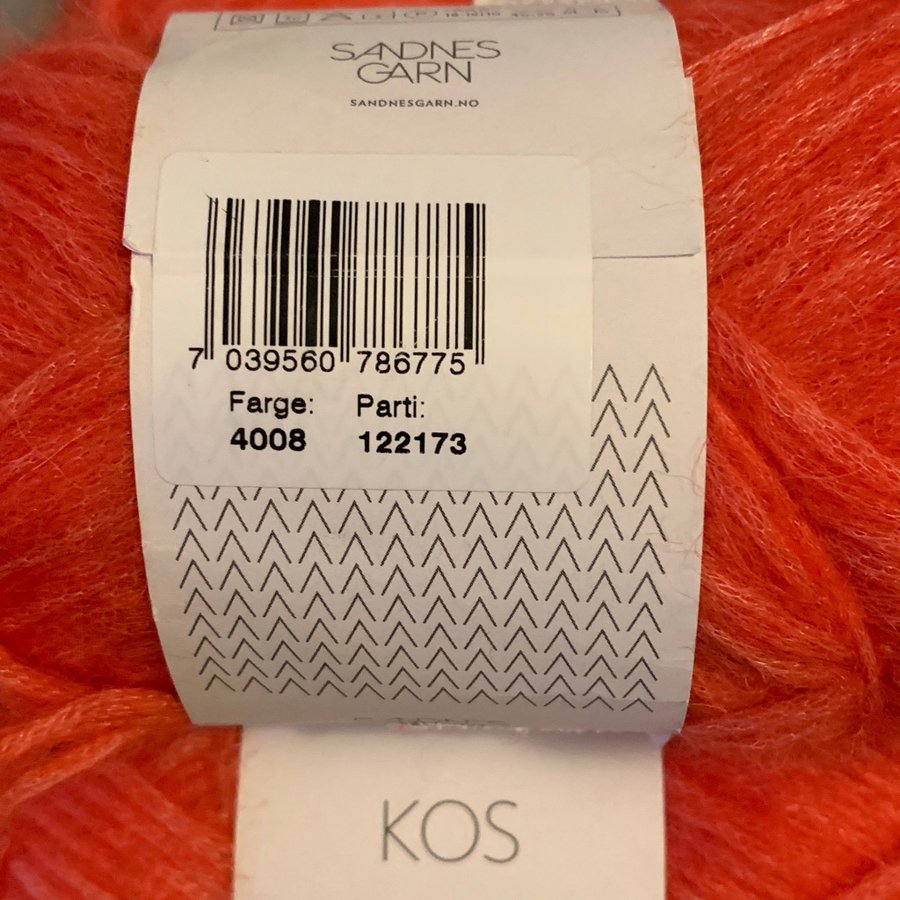 SANDNES
GARN
SANDNESGARN.NO
7 039560 786775
Farge: Parti:
4008 122173
KOS